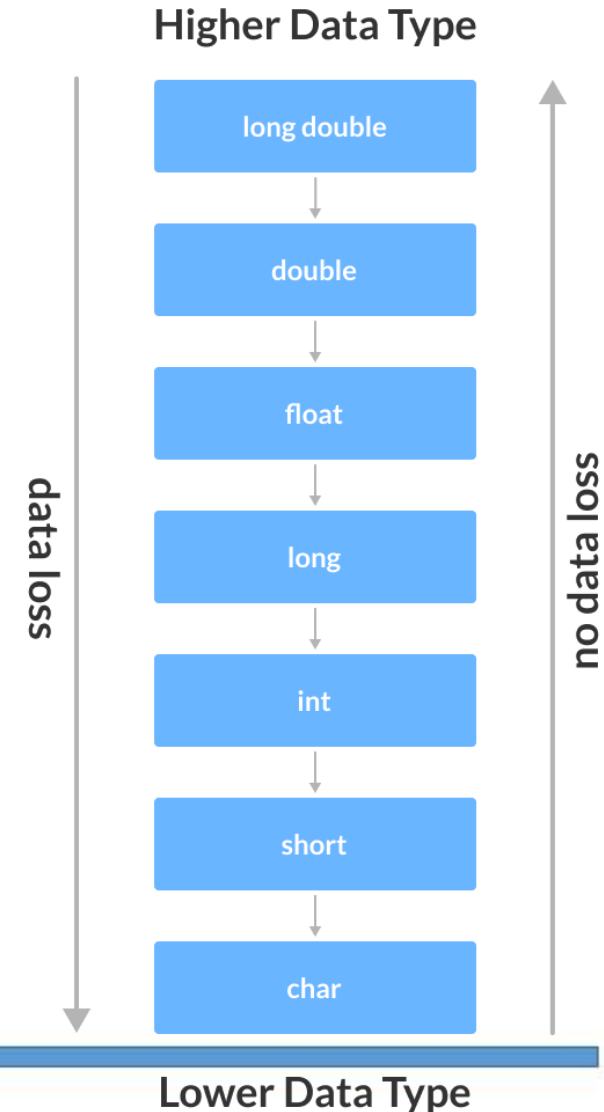 Higher Data Type
long double
double
float
long
int
short
char
data loss
no data loss
Lower Data Type